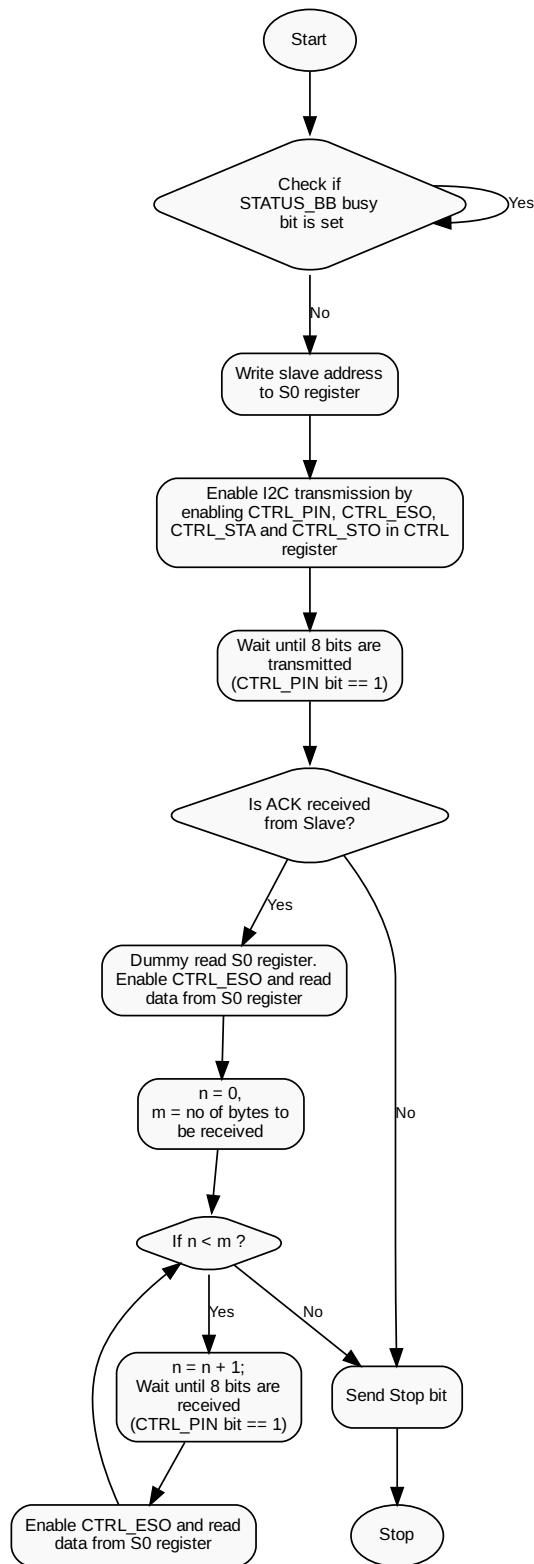 Start
Check if
STATUS_BB busy
bit is set
Yes
No
Write slave address
to S0 register
Enable I2C transmission by
enabling CTRL_PIN, CTRL_ESO,
CTRL_STA and CTRL_STO in CTRL
register
Wait until 8 bits are
transmitted
(CTRL_PIN bit == 1)
Is ACK received
from Slave?
Yes
Dummy read S0 register.
Enable CTRL_ESO and read
data from S0 register
n = 0,
m = no of bytes to
be received
No
If n < m ?
Yes
No
n = n + 1;
Wait until 8 bits are
received
(CTRL_PIN bit == 1)
Send Stop bit
Enable CTRL_ESO and read
data from S0 register
Stop